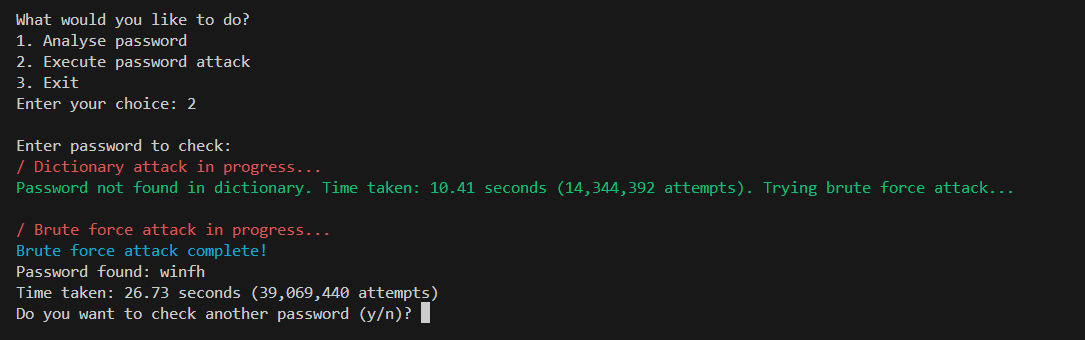 What would you like to do?
1. Analyse password
2. Execute password attack
3. Exit
Enter your choice: 2
Enter password to check:
/ Dictionary attack in progress...
Password not found in dictionary. Time taken: 10.41 seconds (14,344,392 attempts). Trying brute force attack...
/ Brute force attack in progress...
Brute force attack complete!
Password found: winfh
Time taken: 26.73 seconds (39,069,440 attempts)
Do you want to check another password (y/n)?